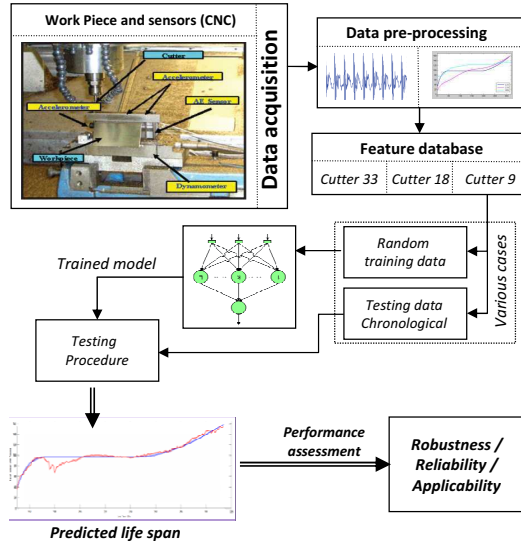 Work Piece and sensors (CNC)
Cutter
Accelerometer
Accelerometer
AE Sensor
Workpiece
Dynamometer
Data acquisition
Data pre-processing
Feature database
Cutter 33
Cutter 18
Cutter 9
Random
training data
Testing data
Chronological
Various cases
Trained model
Testing
Procedure
Predicted life span
Performance
assessment
Robustness /
Reliability /
Applicability